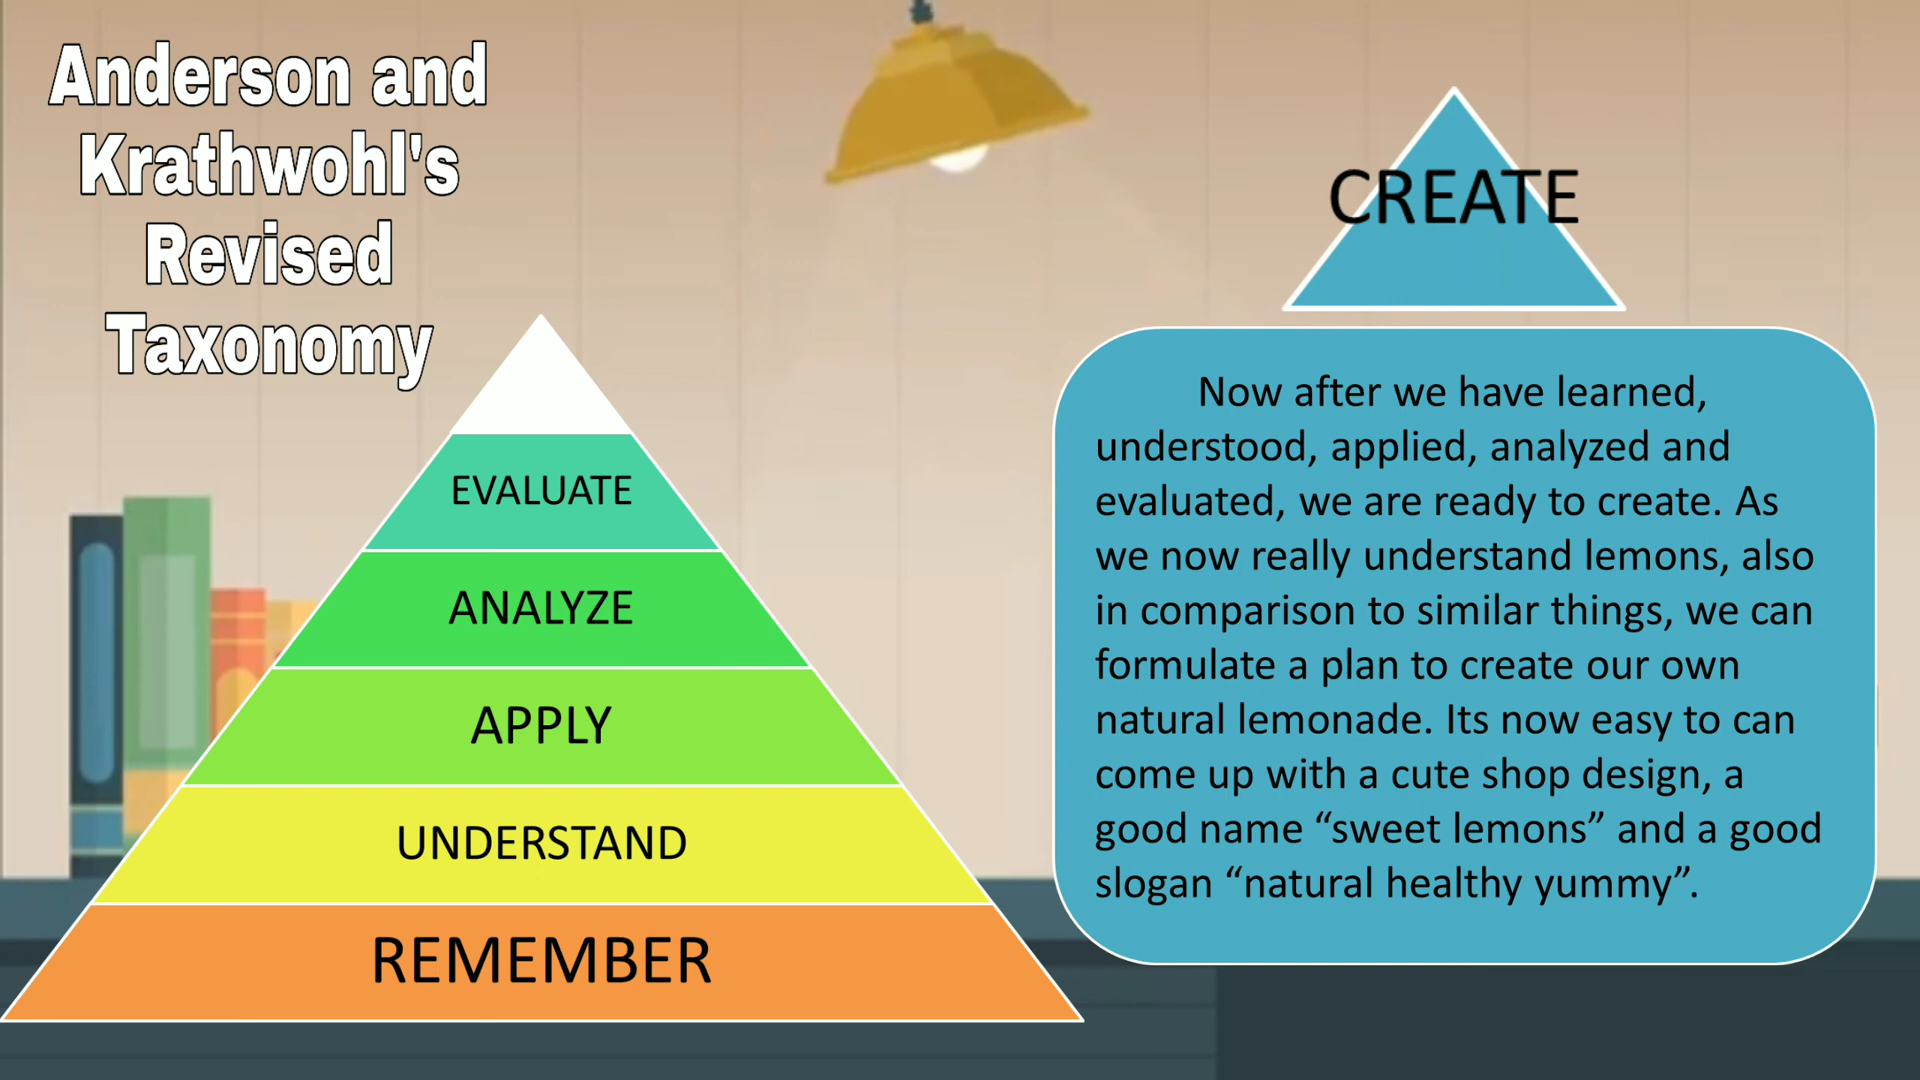 Anderson and
Krathwohl's
Revised
Taxonomy
EVALUATE
ANALYZE
APPLY
UNDERSTAND
REMEMBER
CREATE
Now after we have learned,
understood, applied, analyzed and
evaluated, we are ready to create. As
we now really understand lemons, also
in comparison to similar things, we can
formulate a plan to create our own
natural lemonade. Its now easy to can
come up with a cute shop design, a
good name “sweet lemons” and a good
slogan “natural healthy yummy”.